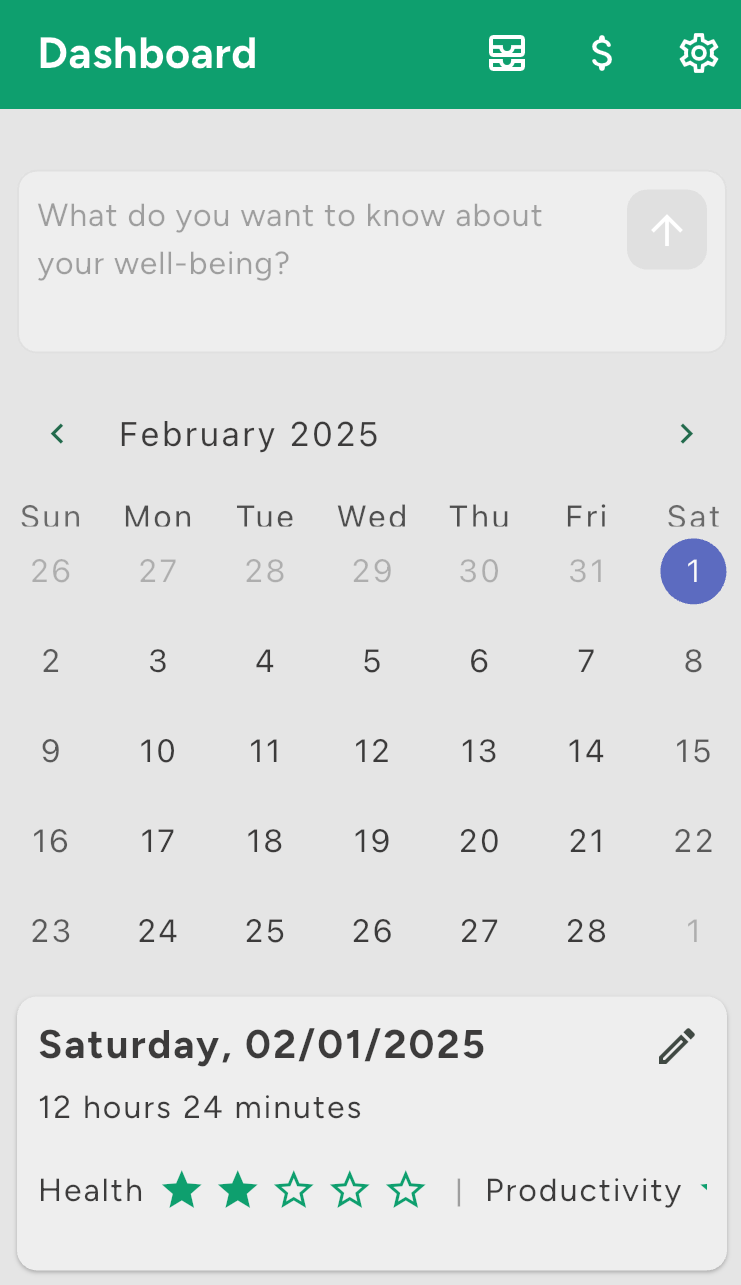 Dashboard
What do you want to know about
your well-being?
February 2025
Sun Mon Tue Wed Thu Fri Sat
26 27 28 29 30 31 1
2 3 4 5 6 7 8
9 10 11 12 13 14 15
16 17 18 19 20 21 22
23 24 25 26 27 28 1
Saturday, 02/01/2025
12 hours 24 minutes
Health | Productivity